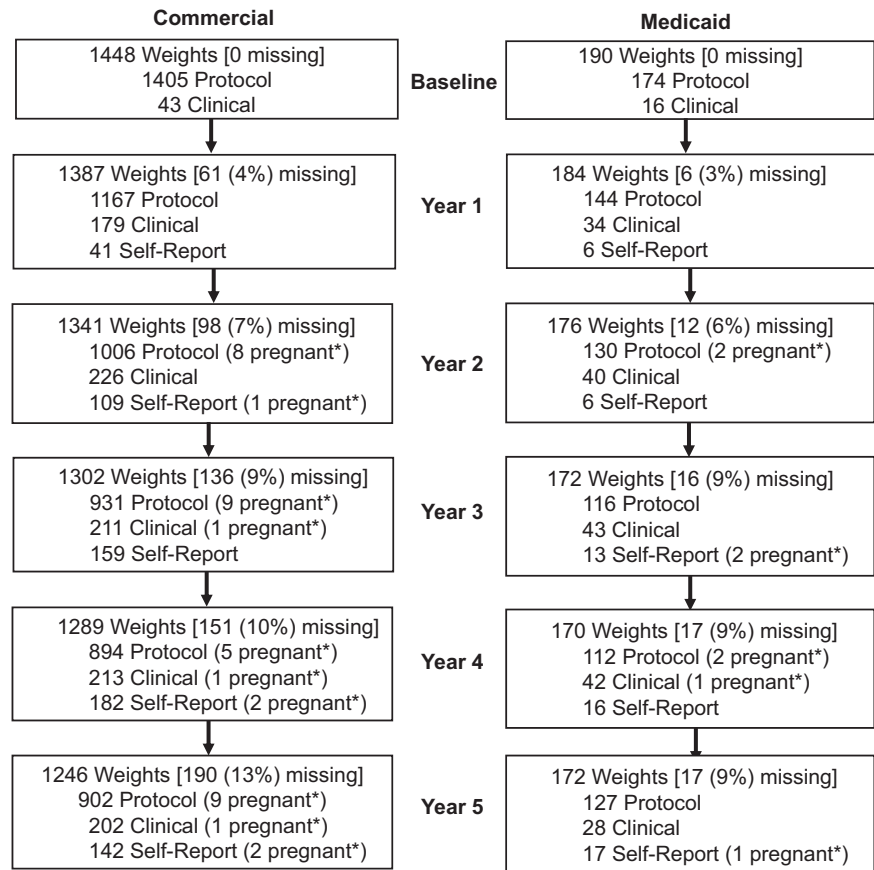 Commercial
Medicaid
1448 Weights [0 missing]
1405 Protocol
43 Clinical
Baseline
190 Weights [0 missing]
174 Protocol
16 Clinical
1387 Weights [61 (4%) missing]
1167 Protocol
179 Clinical
41 Self-Report
Year 1
184 Weights [6 (3%) missing]
144 Protocol
34 Clinical
6 Self-Report
1341 Weights [98 (7%) missing]
1006 Protocol (8 pregnant*)
226 Clinical
109 Self-Report (1 pregnant*)
Year 2
176 Weights [12 (6%) missing]
130 Protocol (2 pregnant*)
40 Clinical
6 Self-Report
1302 Weights [136 (9%) missing]
931 Protocol (9 pregnant*)
211 Clinical (1 pregnant*)
159 Self-Report
Year 3
172 Weights [16 (9%) missing]
116 Protocol
43 Clinical
13 Self-Report (2 pregnant*)
1289 Weights [151 (10%) missing]
894 Protocol (5 pregnant*)
213 Clinical (1 pregnant*)
182 Self-Report (2 pregnant*)
Year 4
170 Weights [17 (9%) missing]
112 Protocol (2 pregnant*)
42 Clinical (1 pregnant*)
16 Self-Report
1246 Weights [190 (13%) missing]
902 Protocol (9 pregnant*)
202 Clinical (1 pregnant*)
142 Self-Report (2 pregnant*)
Year 5
172 Weights [17 (9%) missing]
127 Protocol
28 Clinical
17 Self-Report (1 pregnant*)